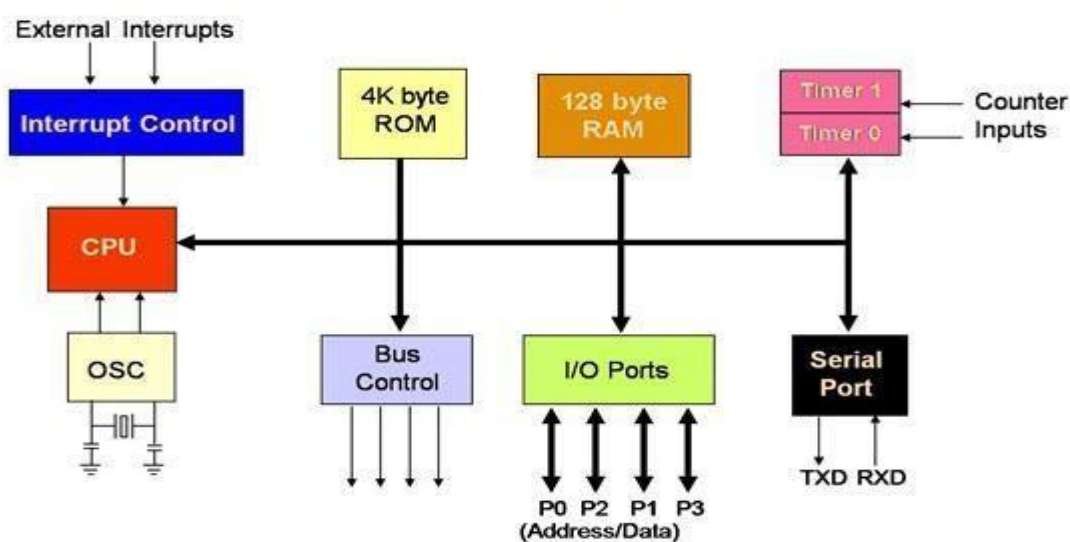 External Interrupts
Interrupt Control
CPU
OSC
4K byte
ROM
Bus
Control
128 byte
RAM
I/O Ports
P0 P2 P1 P3
(Address/Data)
Timer 1
Timer 0
Counter
Inputs
Serial
Port
TXD RXD